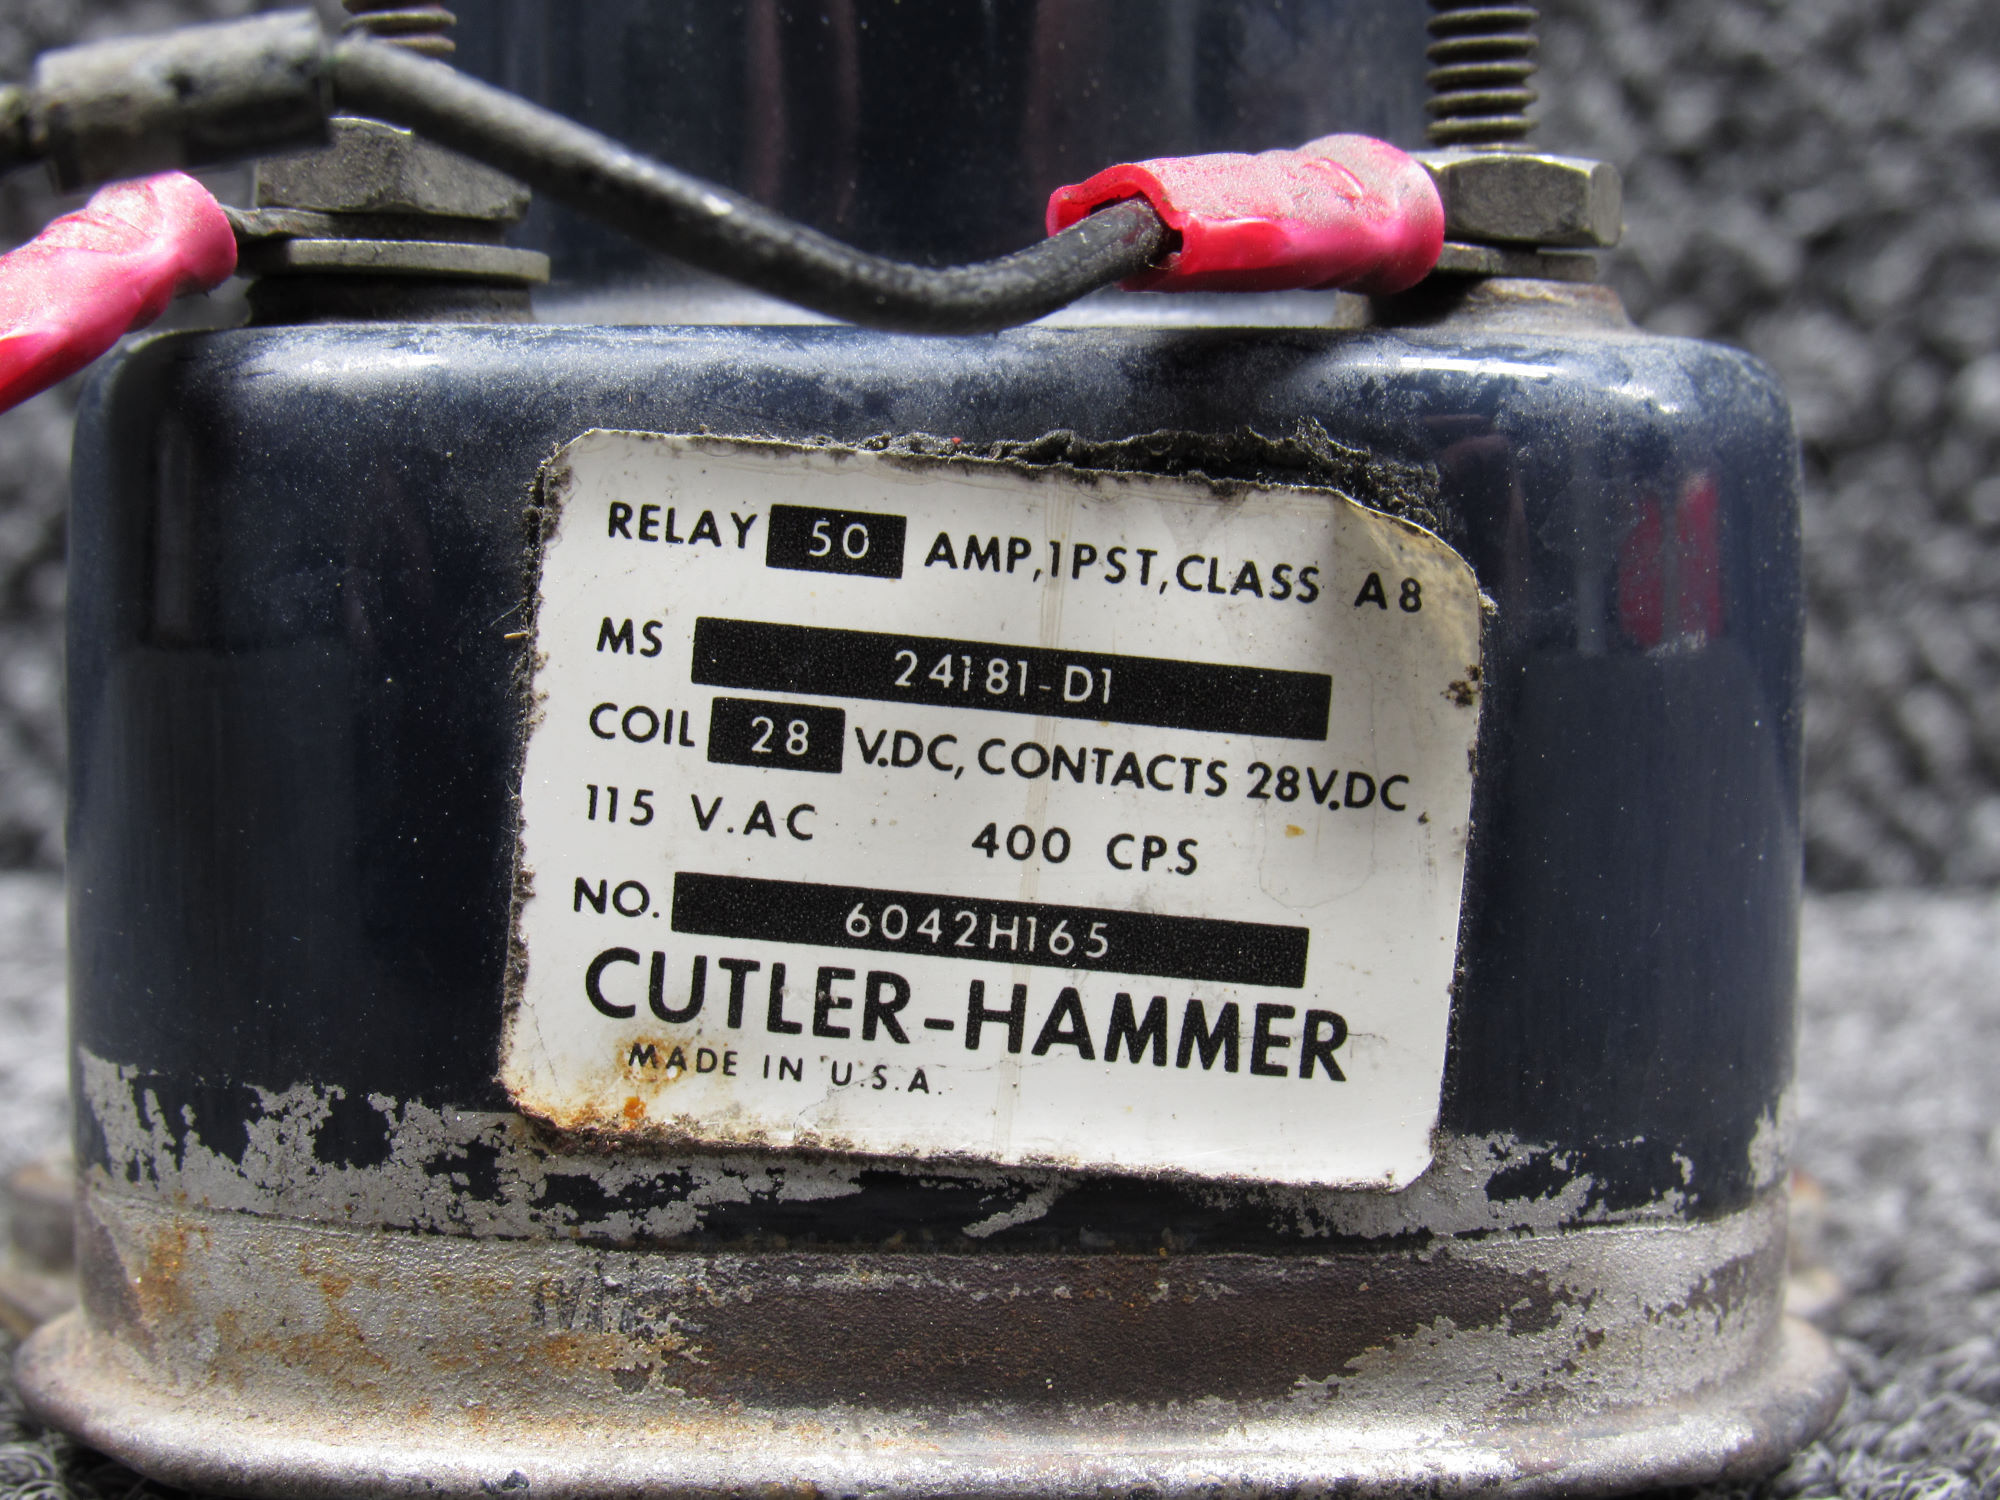 RELAY 50 AMP, 1PST, CLASS A8
MS 24181-D1
COIL 28 V.DC, CONTACTS 28V.DC
115 V.AC 400 CPS
NO. 6042H165
CUTLER-HAMMER
MADE IN U.S.A.